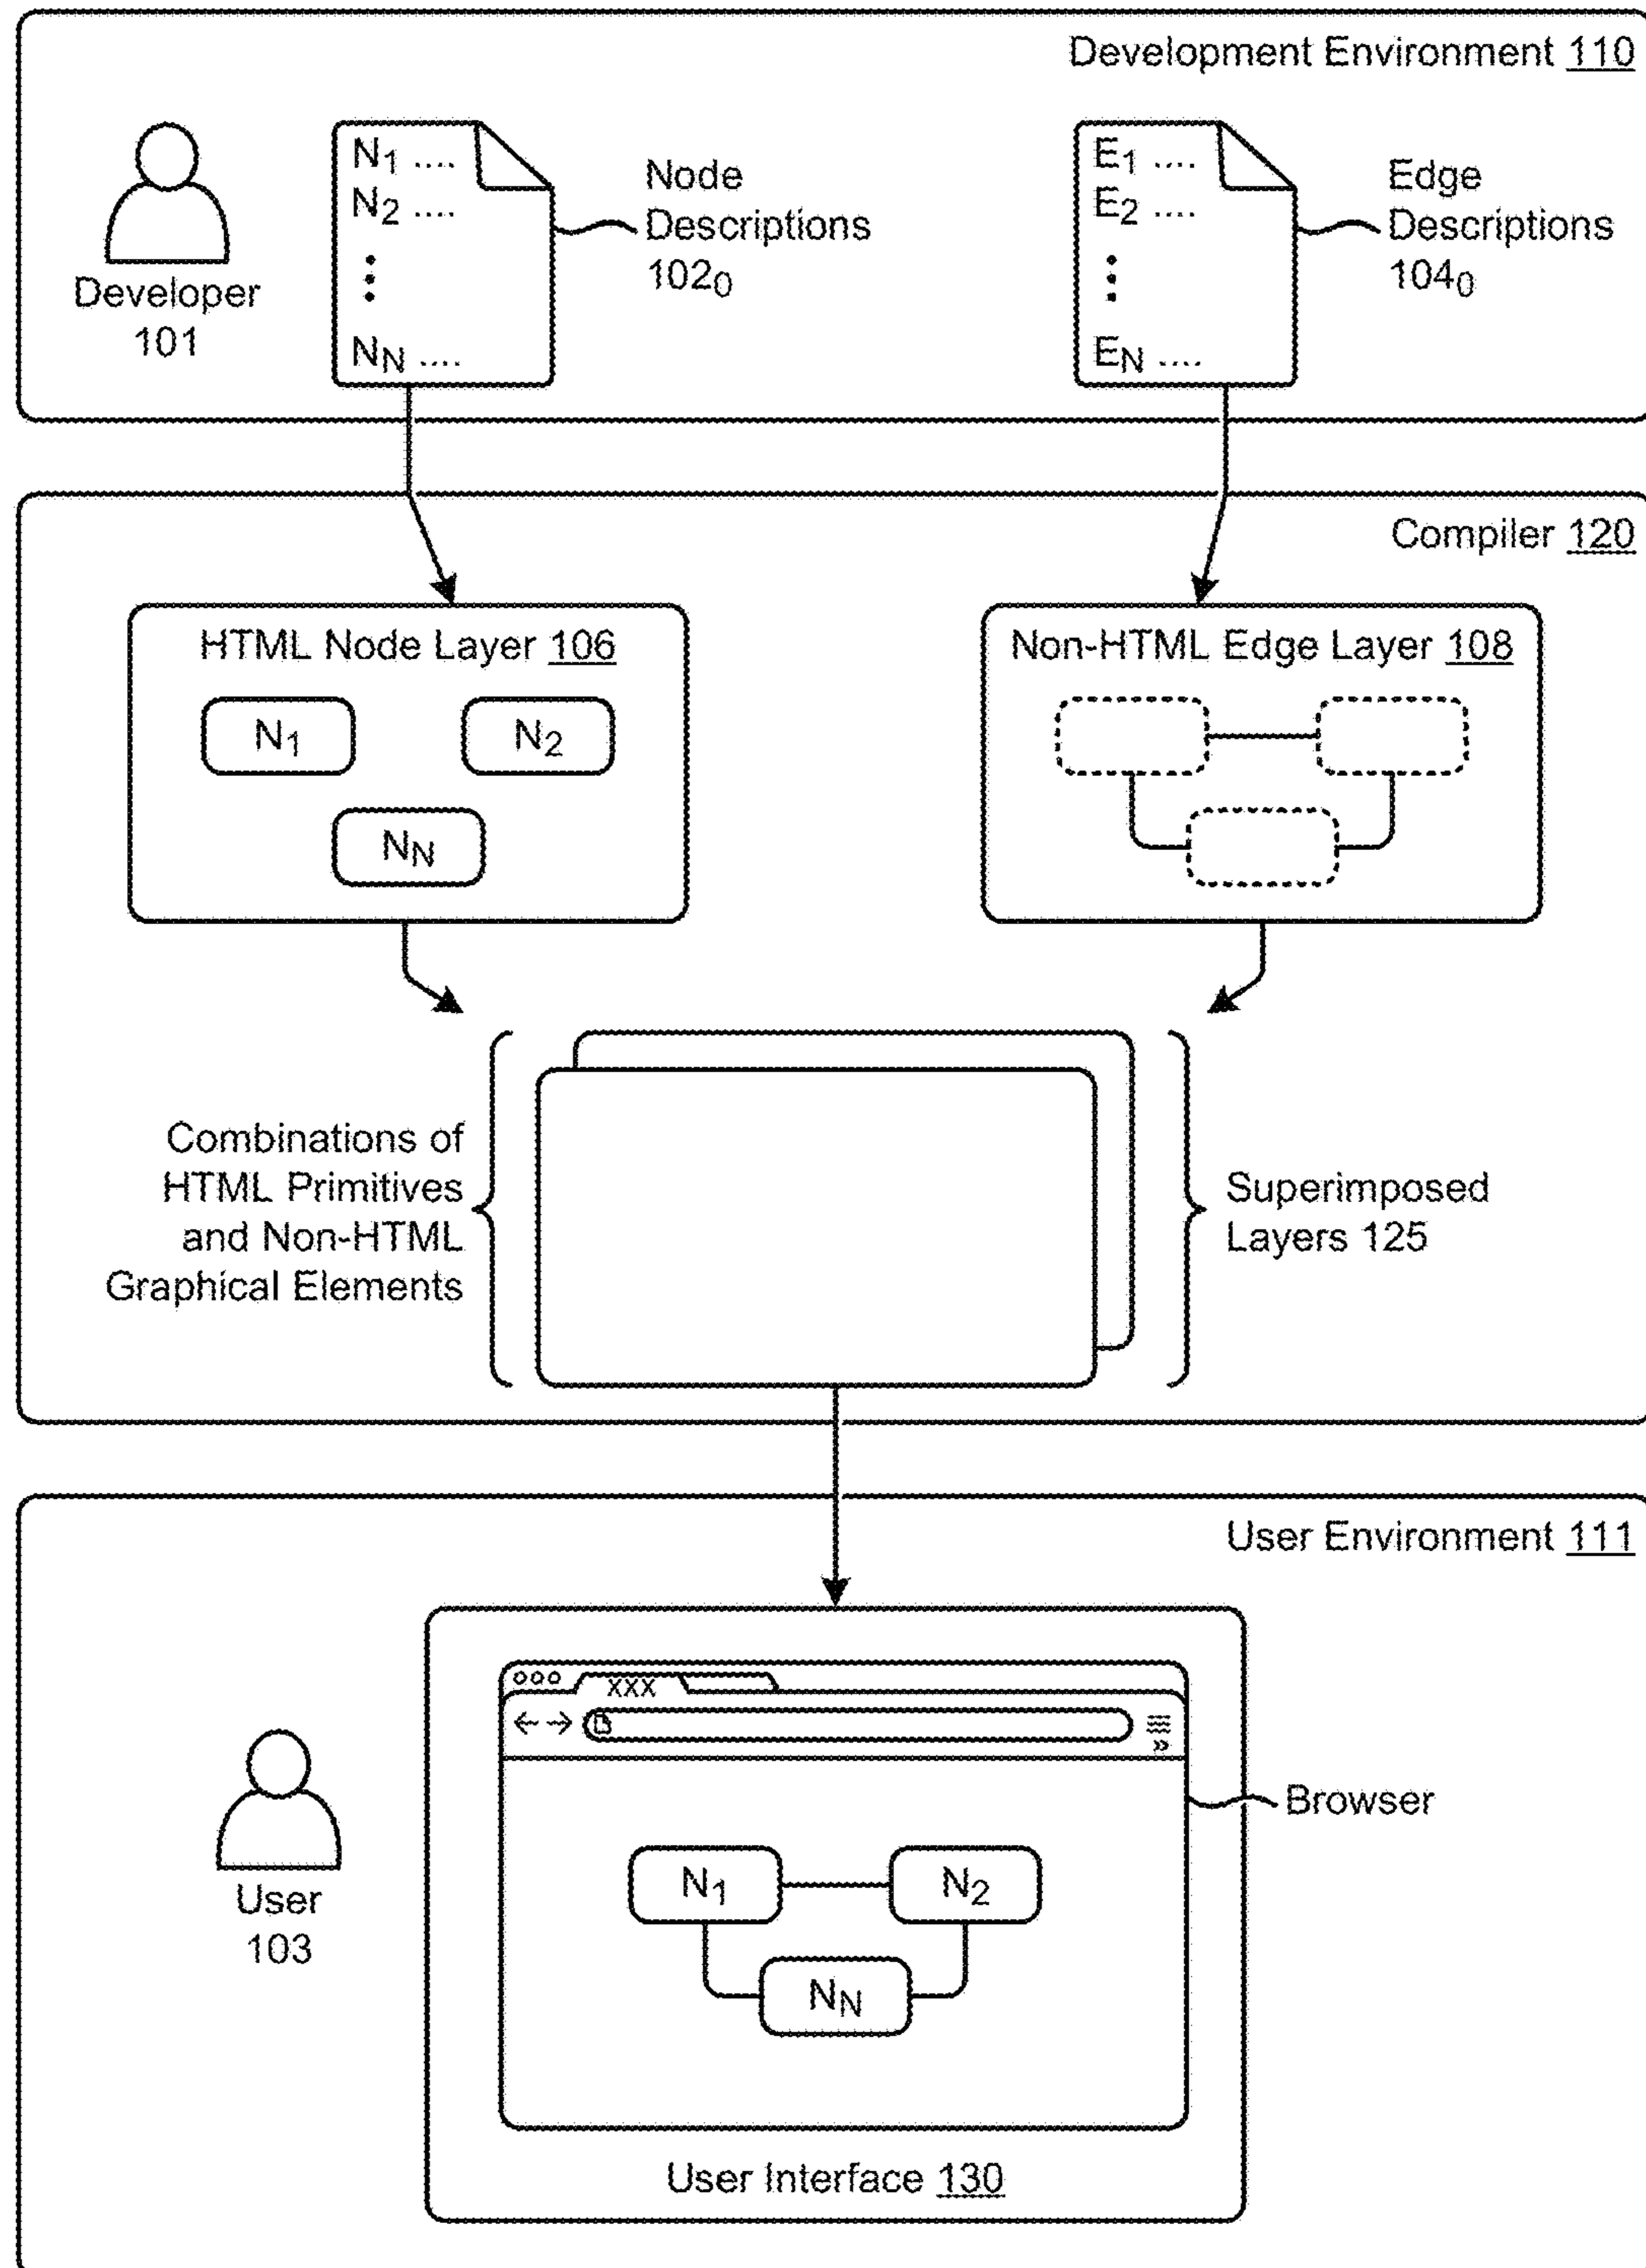 Development Environment 110
N1 ....
N2 ....
⋮
NN ....
Node
Descriptions
1020
E1 ....
E2 ....
⋮
EN ....
Edge
Descriptions
1040
Developer
101
Compiler 120
HTML Node Layer 106
N1
N2
NN
Non-HTML Edge Layer 108
Combinations of
HTML Primitives
and Non-HTML
Graphical Elements
Superimposed
Layers 125
User Environment 111
XXX
Browser
N1
N2
NN
User
103
User Interface 130